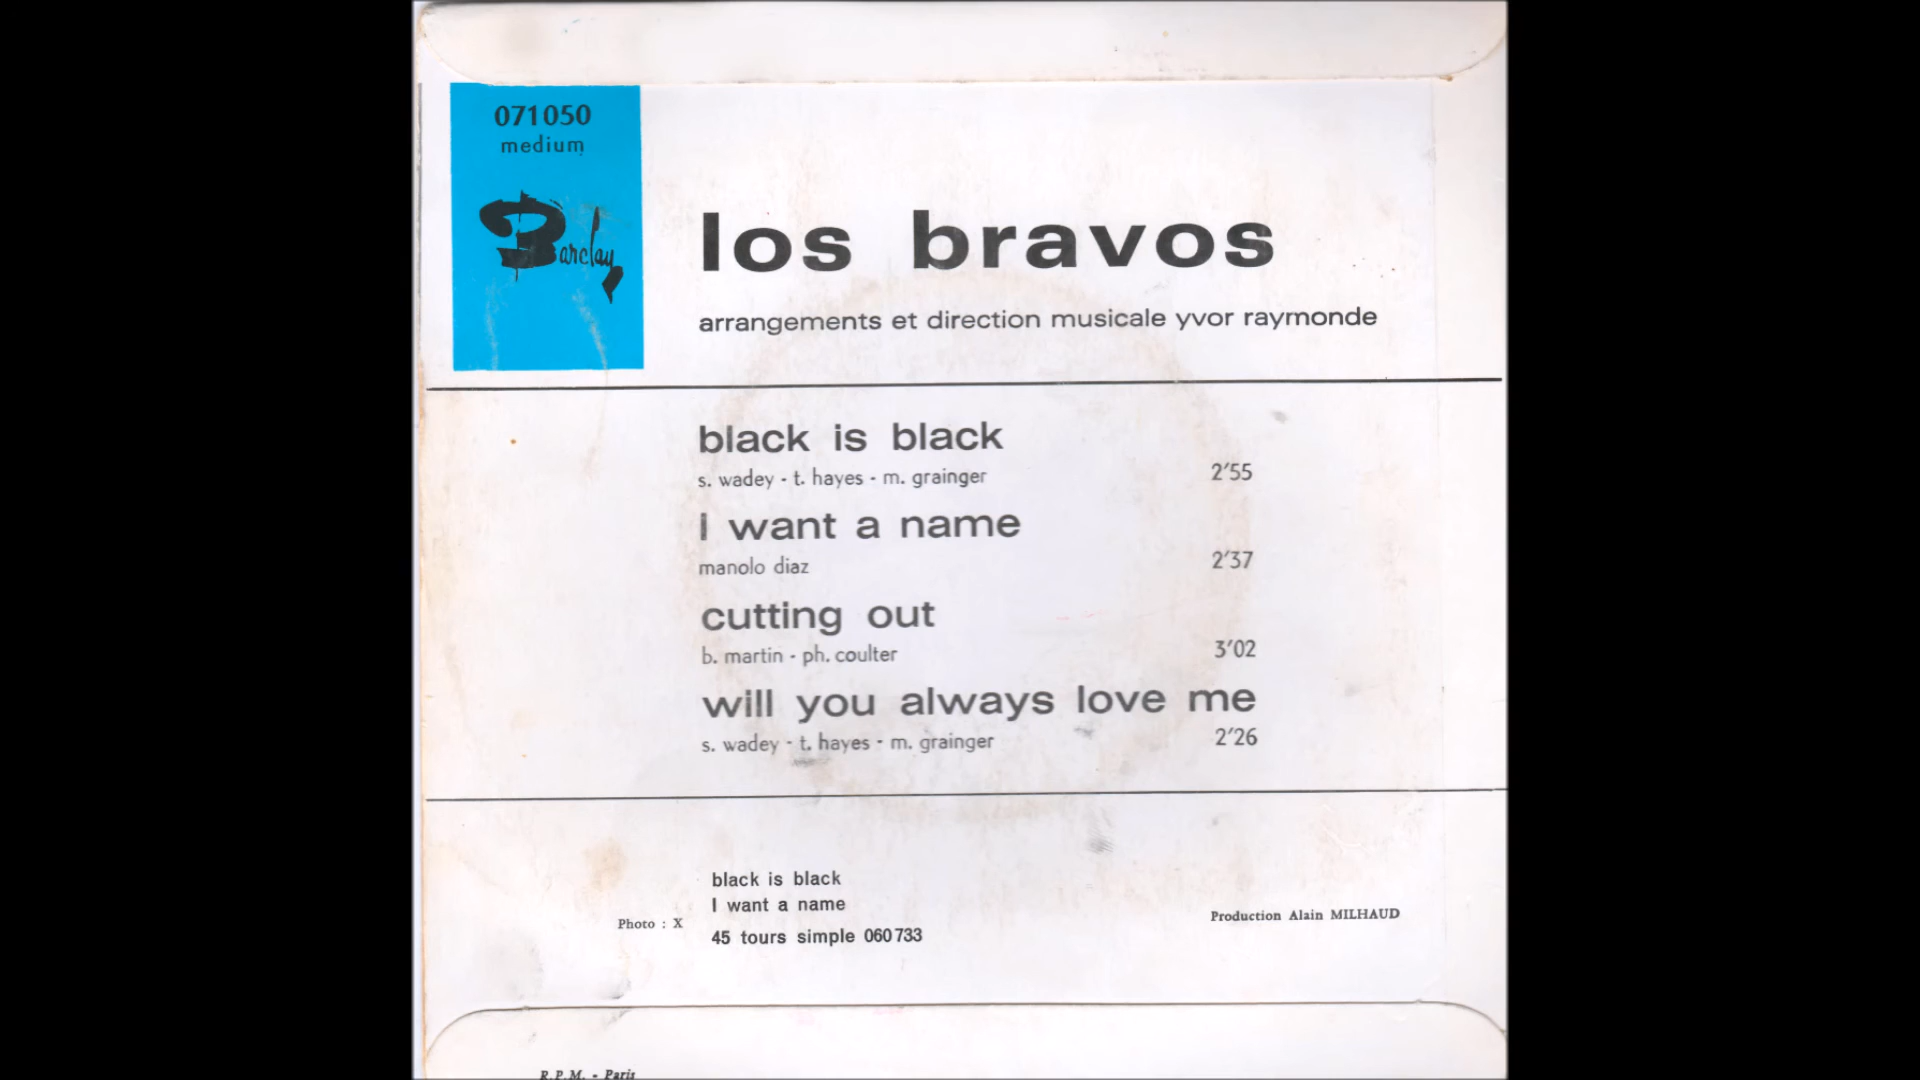 071050
medium
Barclay
los bravos
arrangements et direction musicale yvor raymonde
black is black
s. wadey - t. hayes - m. grainger 2'55
I want a name
manolo diaz 2'37
cutting out
b. martin - ph. coulter 3'02
will you always love me
s. wadey - t. hayes - m. grainger 2'26
black is black
I want a name
Photo : X
45 tours simple 060733
Production Alain MILHAUD
R.P.M. - Paris